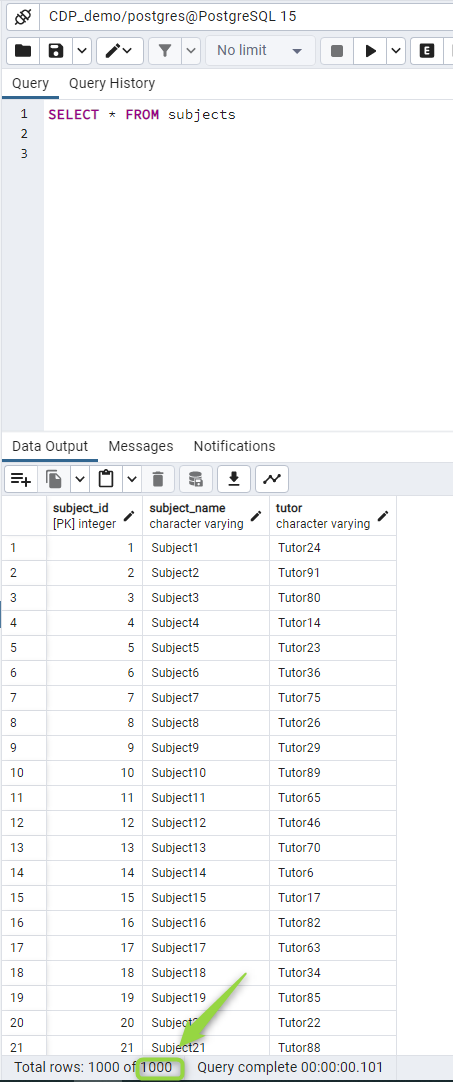 CDP_demo/postgres@PostgreSQL 15
No limit
E
Query Query History
1 SELECT * FROM subjects
2
3
Data Output Messages Notifications
subject_id subject_name tutor
[PK] integer character varying character varying
1 1 Subject1 Tutor24
2 2 Subject2 Tutor91
3 3 Subject3 Tutor80
4 4 Subject4 Tutor14
5 5 Subject5 Tutor23
6 6 Subject6 Tutor36
7 7 Subject7 Tutor75
8 8 Subject8 Tutor26
9 9 Subject9 Tutor29
10 10 Subject10 Tutor89
11 11 Subject11 Tutor65
12 12 Subject12 Tutor46
13 13 Subject13 Tutor70
14 14 Subject14 Tutor6
15 15 Subject15 Tutor17
16 16 Subject16 Tutor82
17 17 Subject17 Tutor63
18 18 Subject18 Tutor34
19 19 Subject19 Tutor85
20 20 Tutor22
21 21 Subject21 Tutor88
Total rows: 1000 of 1000 Query complete 00:00:00.101